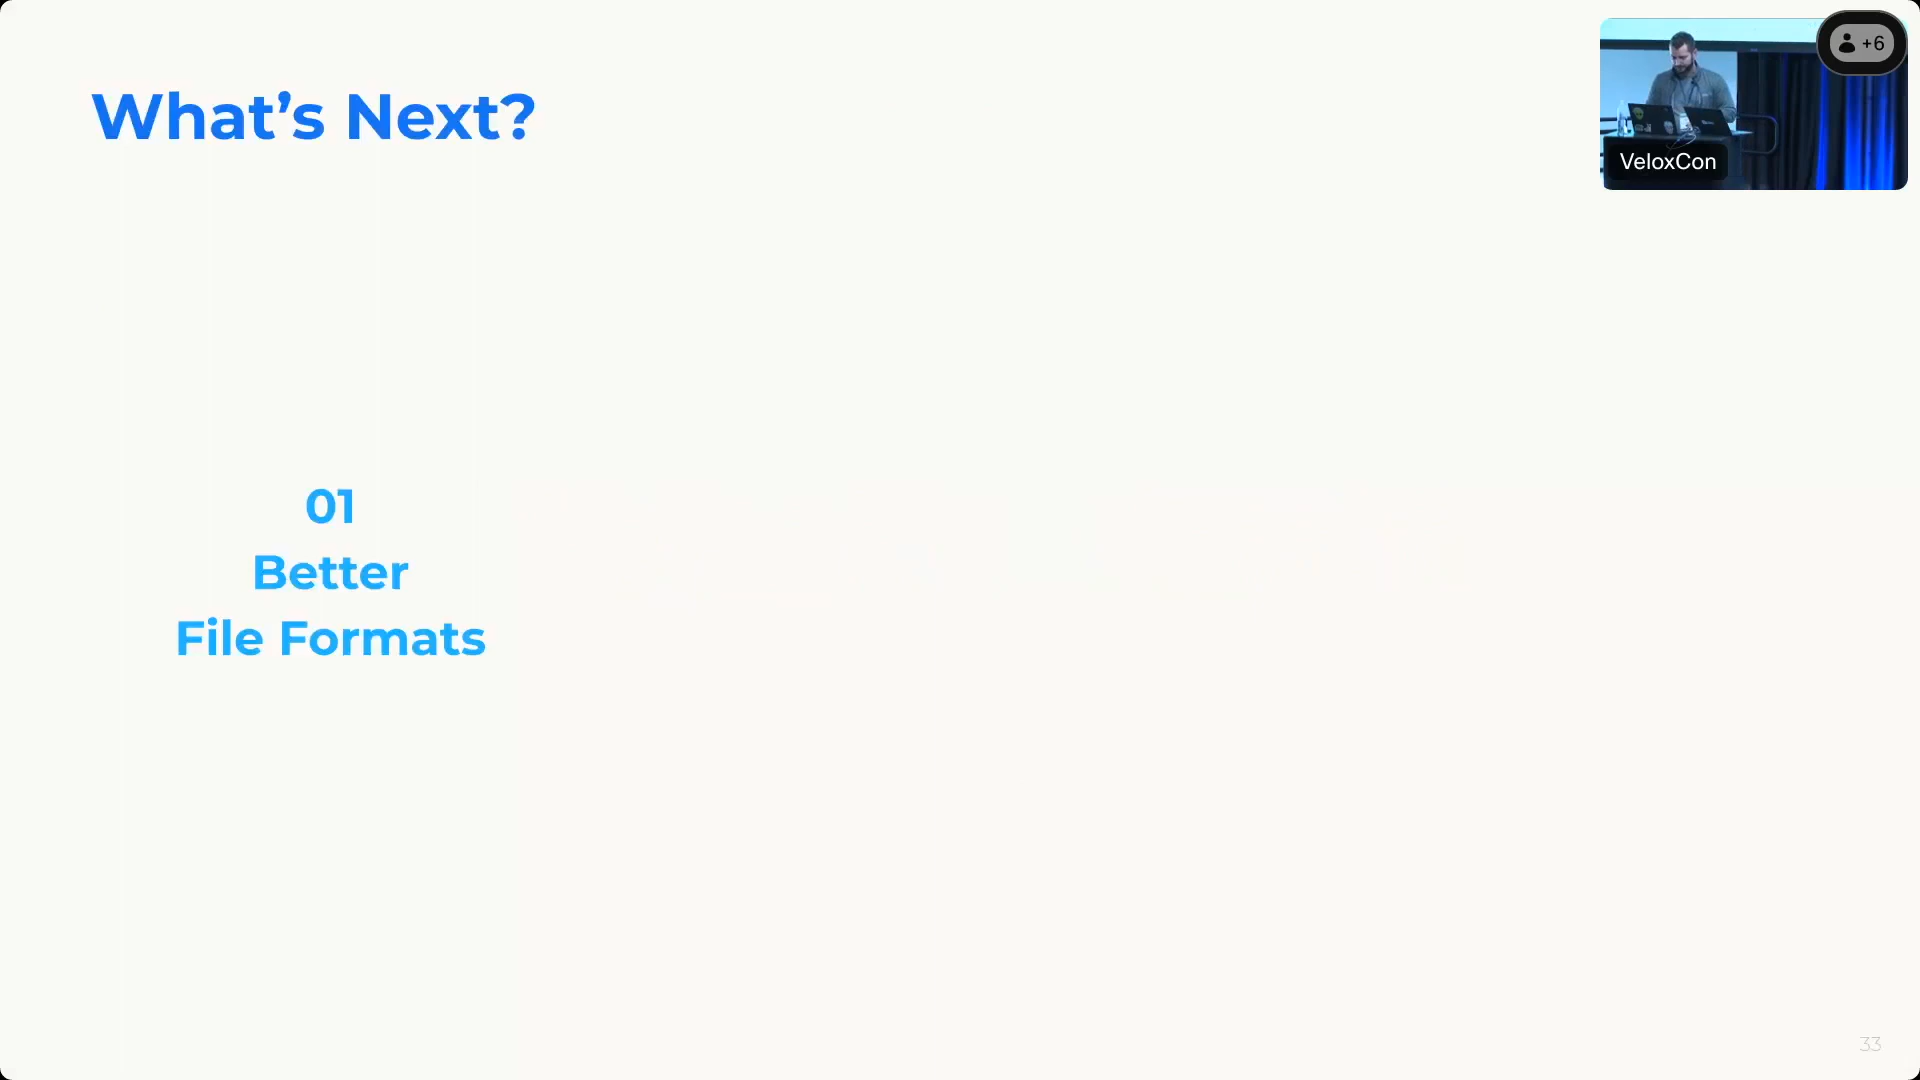 What's Next?
+6
VeloxCon
01
Better
File Formats
33